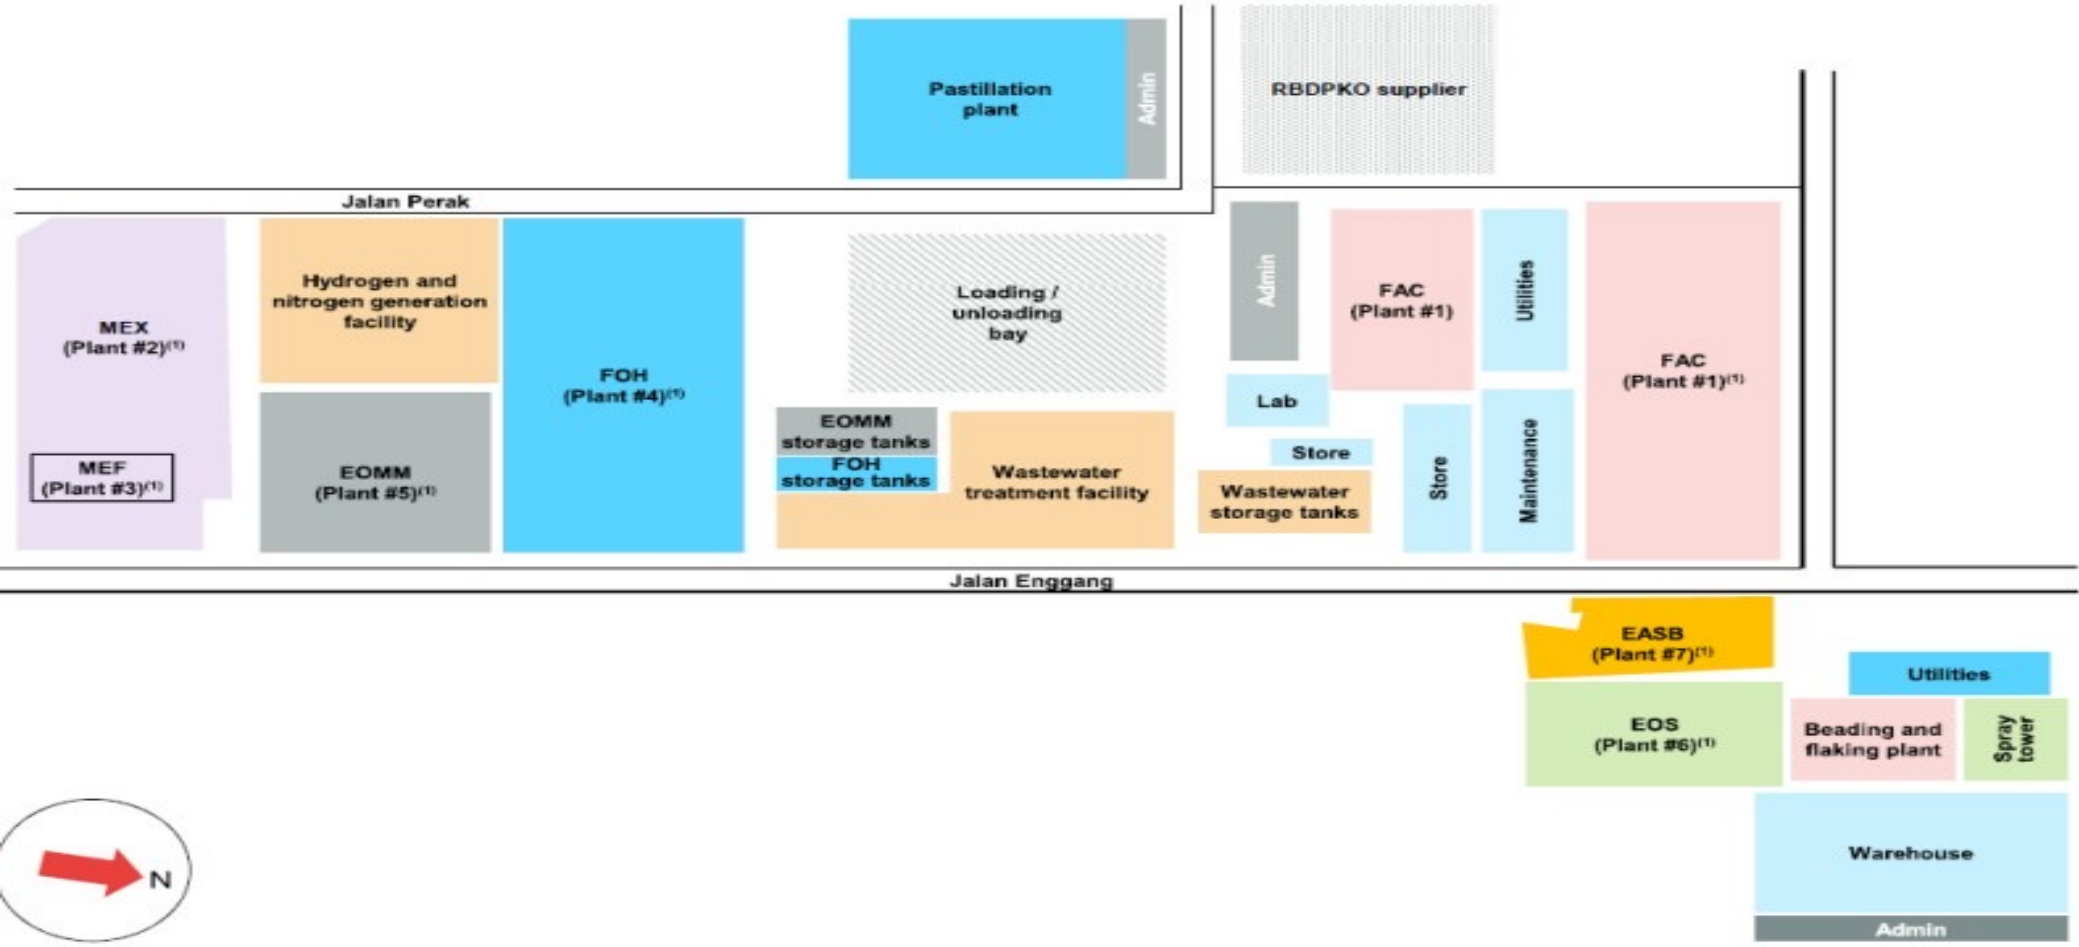 Pastillation
plant
Admin
RBDPKO supplier
Jalan Perak
MEX
(Plant #2)⁽¹⁾
MEF
(Plant #3)⁽¹⁾
Hydrogen and
nitrogen generation
facility
EOMM
(Plant #5)⁽¹⁾
FOH
(Plant #4)⁽¹⁾
Loading /
unloading
bay
EOMM
storage tanks
FOH
storage tanks
Wastewater
treatment facility
Admin
Lab
Store
Wastewater
storage tanks
FAC
(Plant #1)
Store
Utilities
Maintenance
FAC
(Plant #1)⁽¹⁾
Jalan Enggang
EASB
(Plant #7)⁽¹⁾
EOS
(Plant #6)⁽¹⁾
Utilities
Beading and
flaking plant
Spray
tower
Warehouse
Admin
N